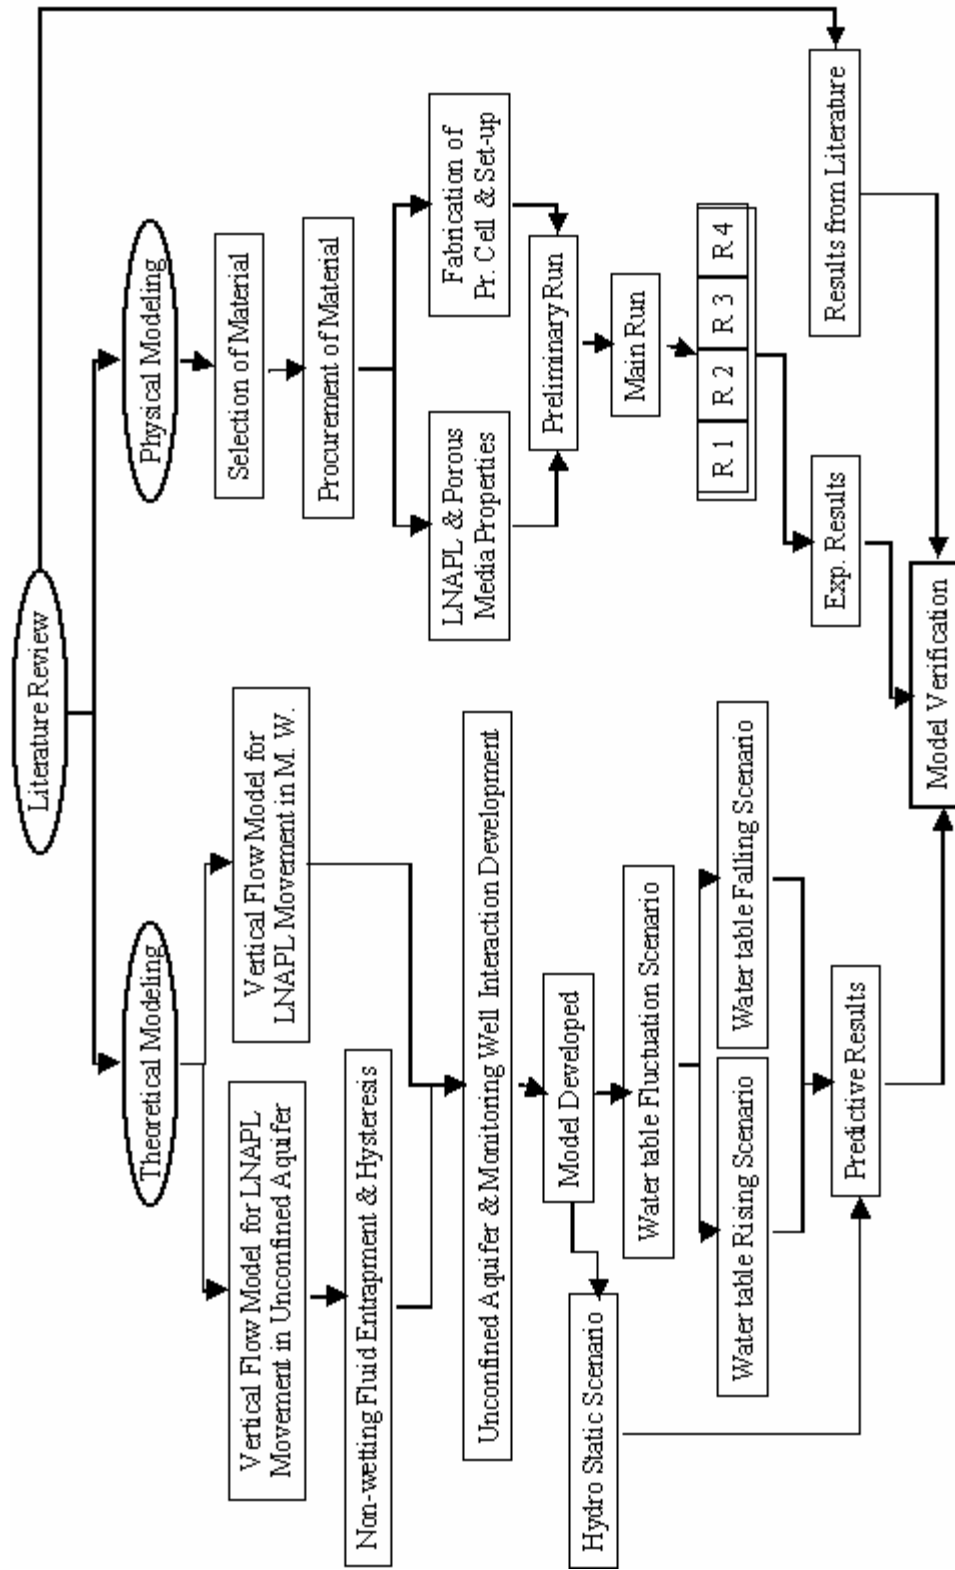 Literature Review
Theoretical Modeling
Physical Modeling
Vertical Flow Model for LNAPL
Movement in Unconfined Aquifer
Vertical Flow Model for
LNAPL Movement in M. W.
Selection of Material
Non-wetting Fluid Entrapment & Hysteresis
Procurement of Material
Unconfined Aquifer & Monitoring Well Interaction Development
LNAPL & Porous
Media Properties
Fabrication of
Pr. Cell & Set-up
Model Developed
Preliminary Run
Hydro Static Scenario
Water table Fluctuation Scenario
Main Run
Water table Rising Scenario
Water table Falling Scenario
R 1
R 2
R 3
R 4
Predictive Results
Exp. Results
Results from Literature
Model Verification